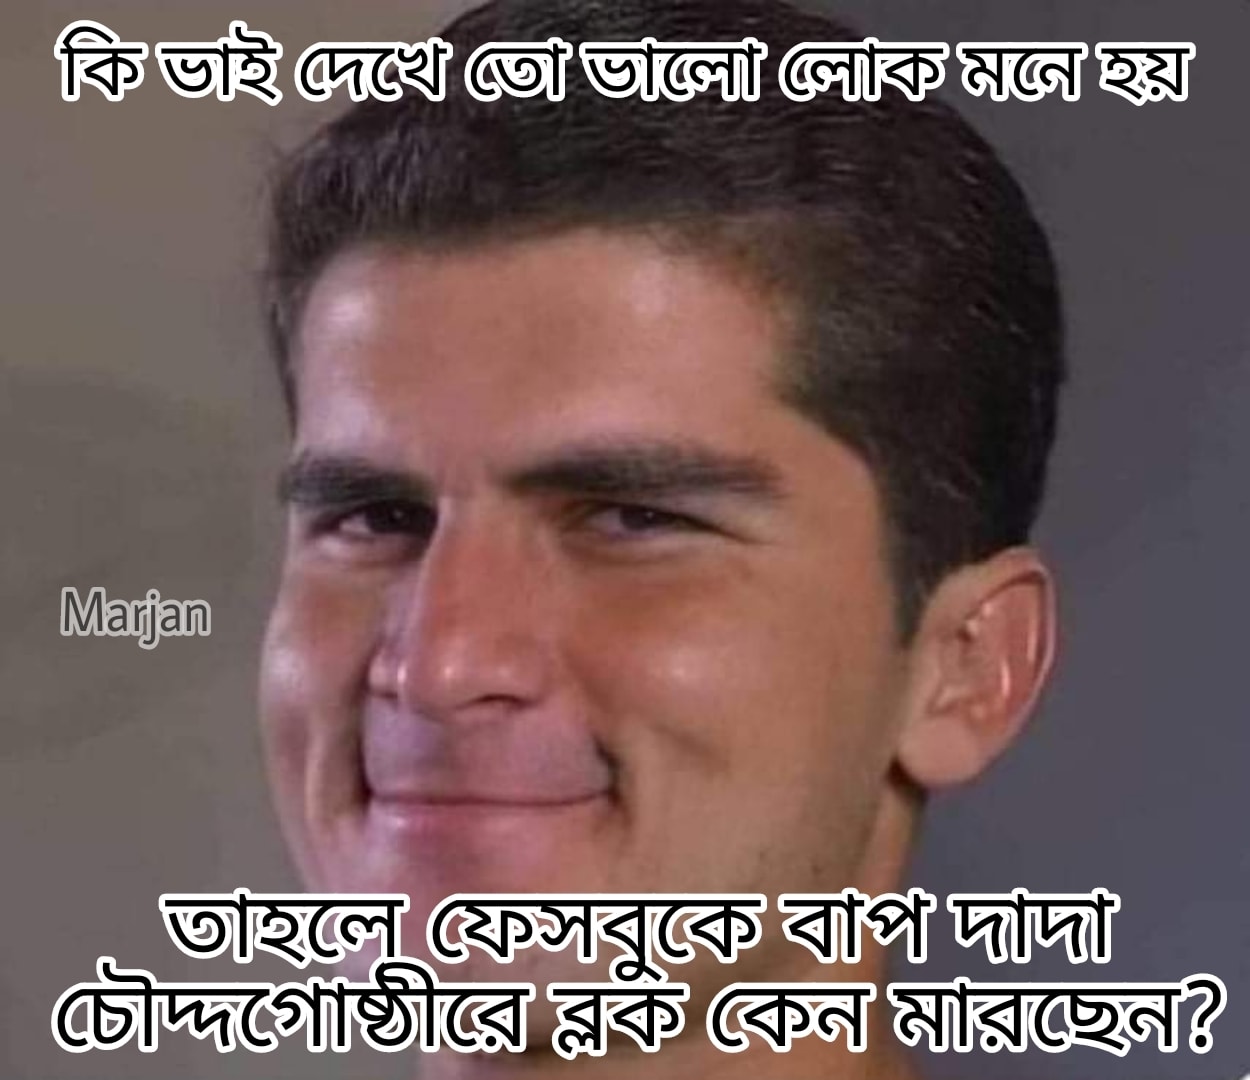 কি ভাই দেখে তো ভালো লোক মনে হয়
Marjan
তাহলে ফেসবুকে বাপ দাদা
চৌদ্দগোষ্ঠীরে ব্লক কেন মারছেন?